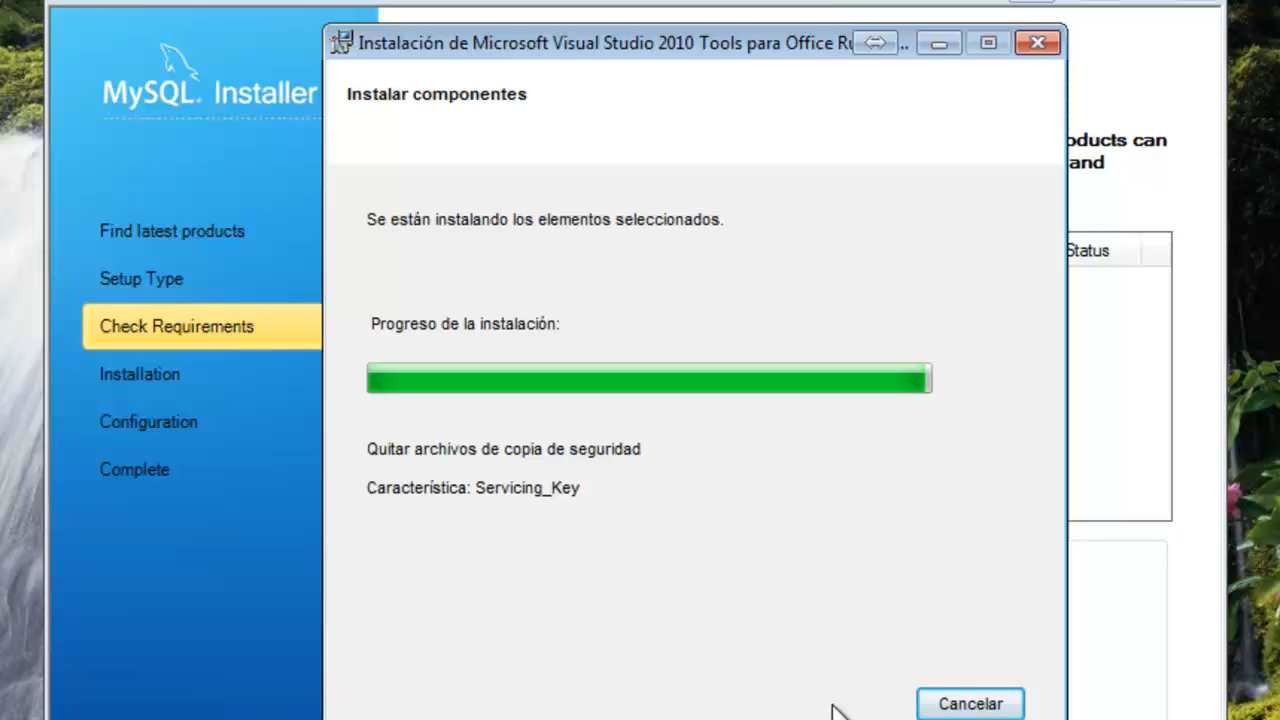 Instalación de Microsoft Visual Studio 2010 Tools para Office Ru ..
MySQL. Installer
Instalar componentes
oducts can
and
Find latest products
Setup Type
Check Requirements
Installation
Configuration
Complete
Se están instalando los elementos seleccionados.
Status
Progreso de la instalación:
Quitar archivos de copia de seguridad
Característica: Servicing_Key
Cancelar